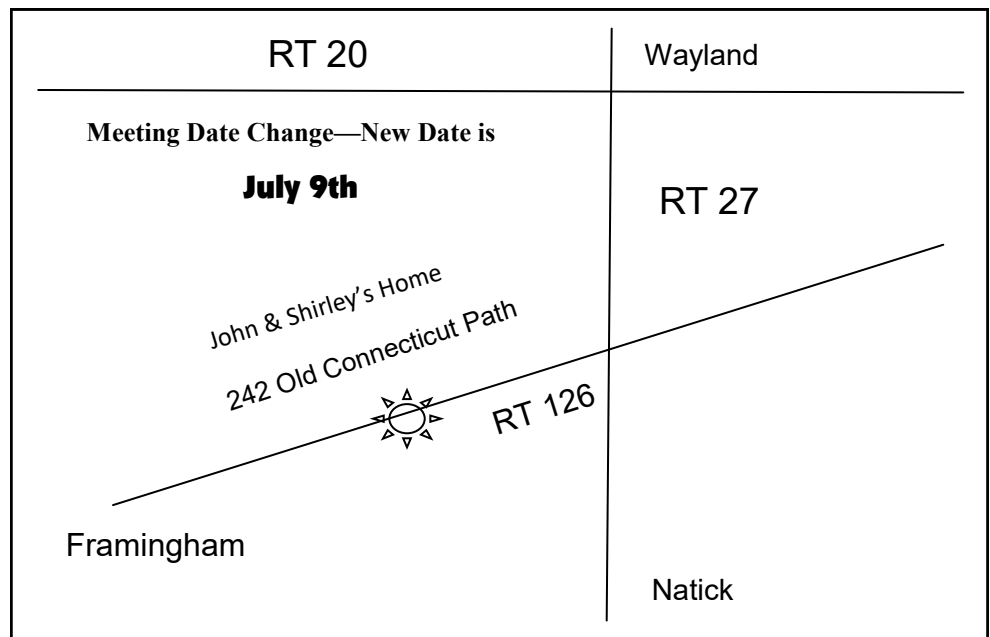 RT 20
Wayland
Meeting Date Change—New Date is
July 9th
RT 27
John & Shirley’s Home
242 Old Connecticut Path
RT 126
Framingham
Natick